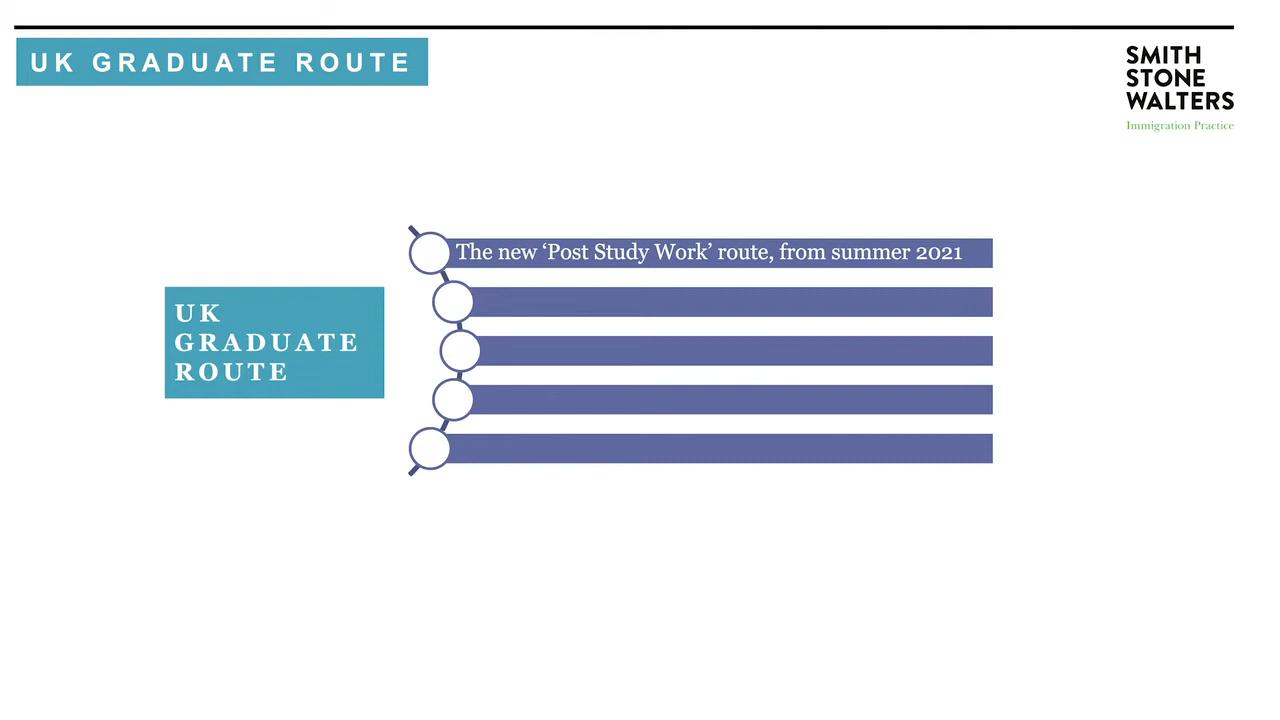 UK GRADUATE ROUTE
SMITH
STONE
WALTERS
Immigration Practice
The new ‘Post Study Work’ route, from summer 2021
UK
GRADUATE
ROUTE